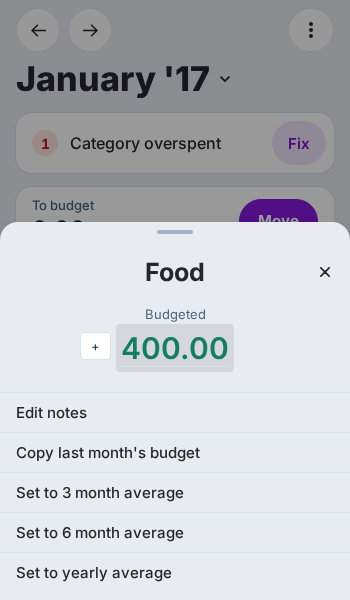 January '17
1 Category overspent Fix
To budget
Move
Food
Budgeted
+ 400.00
Edit notes
Copy last month's budget
Set to 3 month average
Set to 6 month average
Set to yearly average